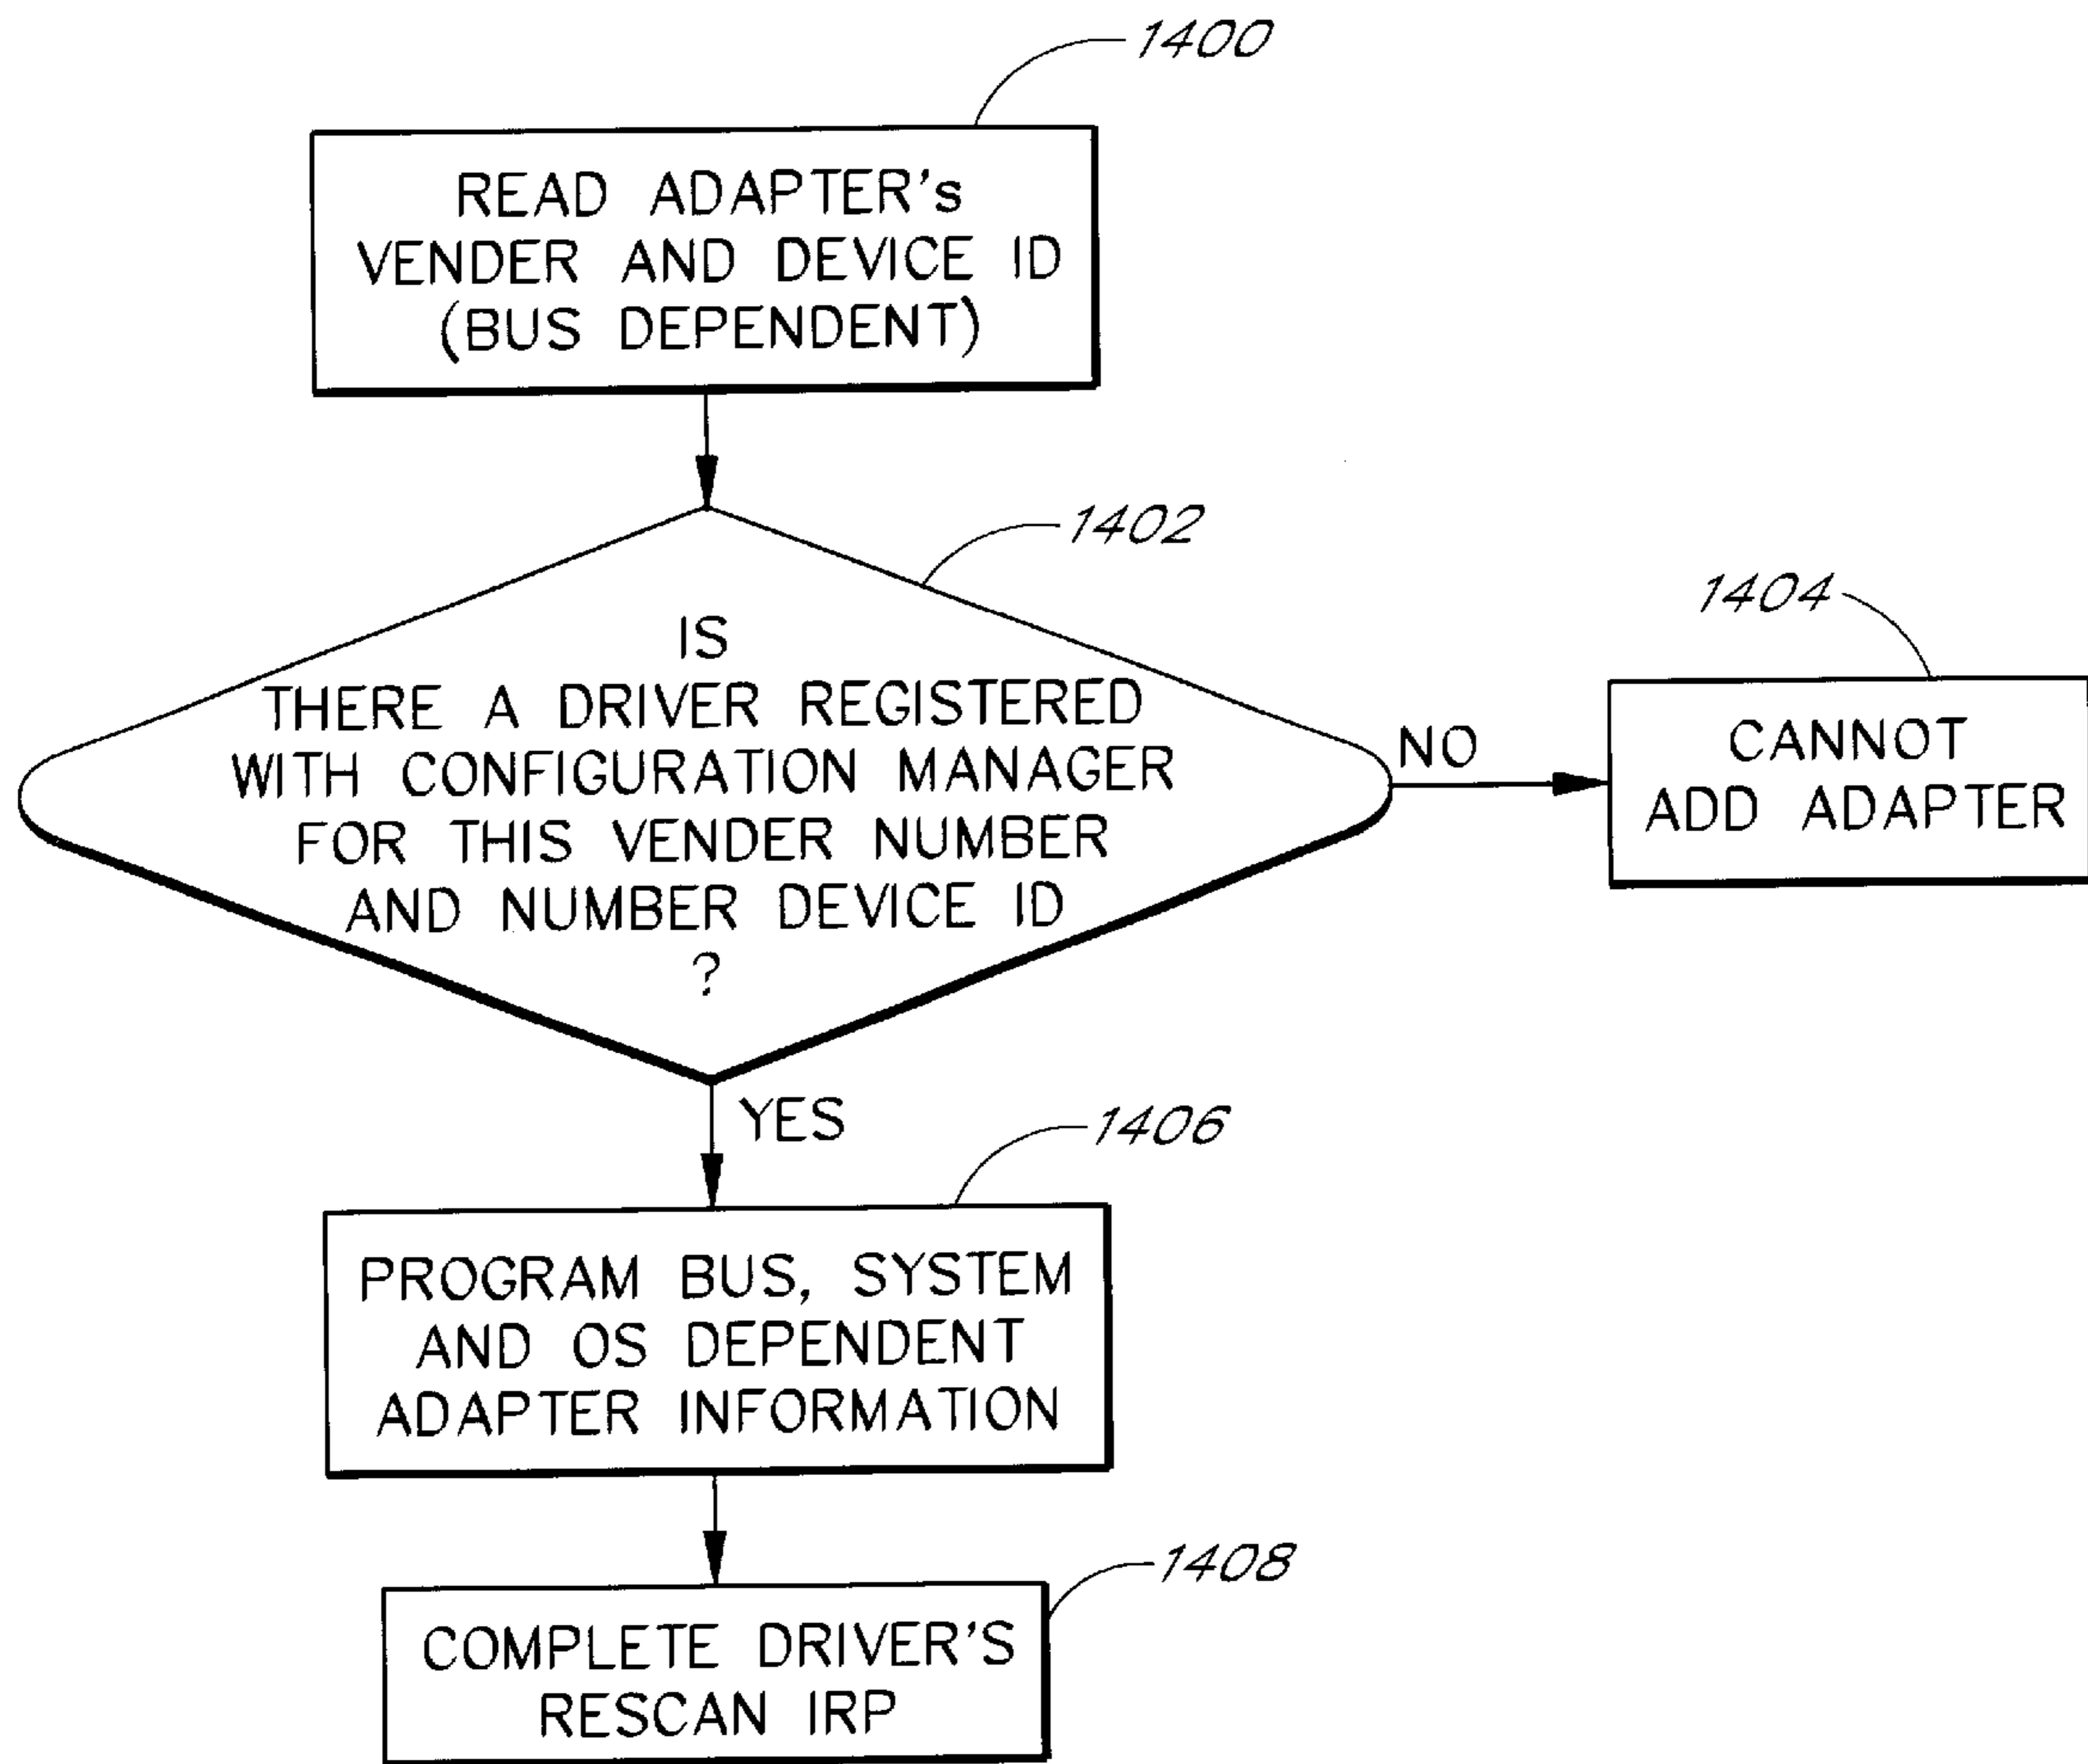 1400
READ ADAPTER's
VENDER AND DEVICE ID
(BUS DEPENDENT)
1402
IS
THERE A DRIVER REGISTERED
WITH CONFIGURATION MANAGER
FOR THIS VENDER NUMBER
AND NUMBER DEVICE ID
?
NO
1404
CANNOT
ADD ADAPTER
YES
1406
PROGRAM BUS, SYSTEM
AND OS DEPENDENT
ADAPTER INFORMATION
1408
COMPLETE DRIVER'S
RESCAN IRP